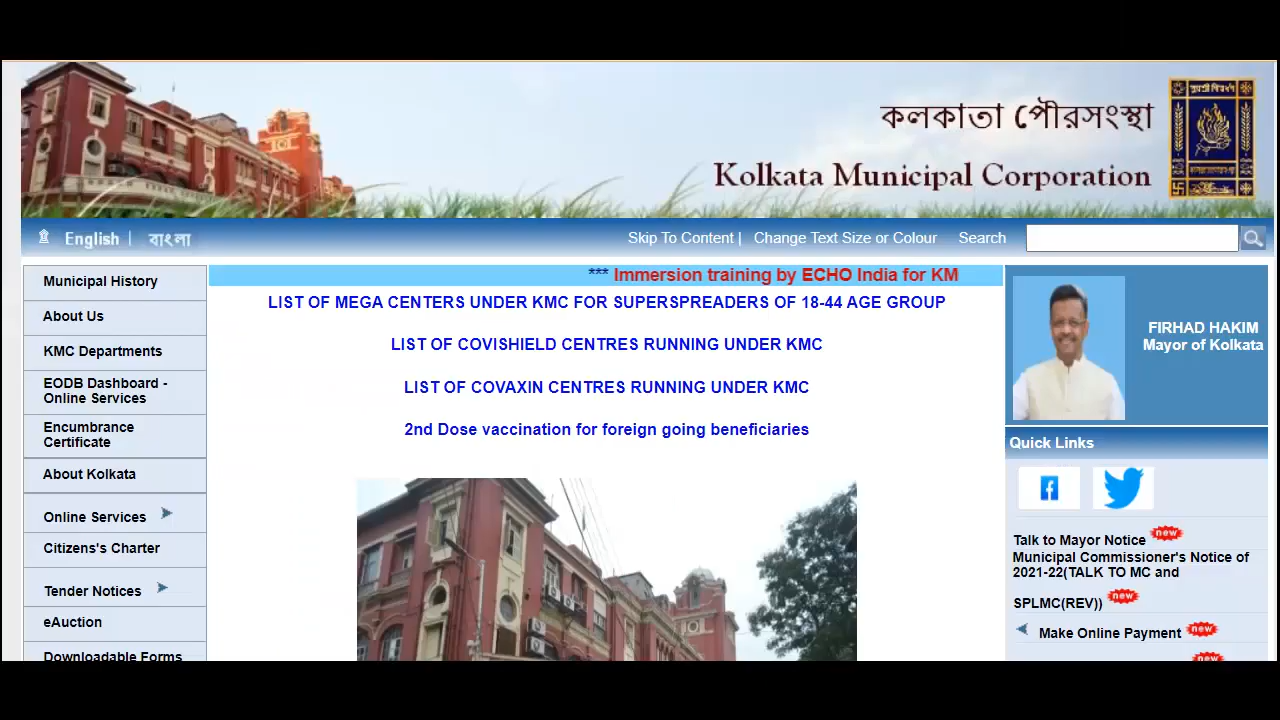 কলকাতা পৌরসংস্থা
Kolkata Municipal Corporation
English | বাংলা
Skip To Content | Change Text Size or Colour Search
Municipal History
About Us
KMC Departments
EODB Dashboard -
Online Services
Encumbrance
Certificate
About Kolkata
Online Services
Citizens's Charter
Tender Notices
eAuction
Downloadable Forms
*** Immersion training by ECHO India for KM
LIST OF MEGA CENTERS UNDER KMC FOR SUPERSPREADERS OF 18-44 AGE GROUP
LIST OF COVISHIELD CENTRES RUNNING UNDER KMC
LIST OF COVAXIN CENTRES RUNNING UNDER KMC
2nd Dose vaccination for foreign going beneficiaries
FIRHAD HAKIM
Mayor of Kolkata
Quick Links
Talk to Mayor Notice new
Municipal Commissioner's Notice of
2021-22(TALK TO MC and
SPLMC(REV)) new
Make Online Payment new
new